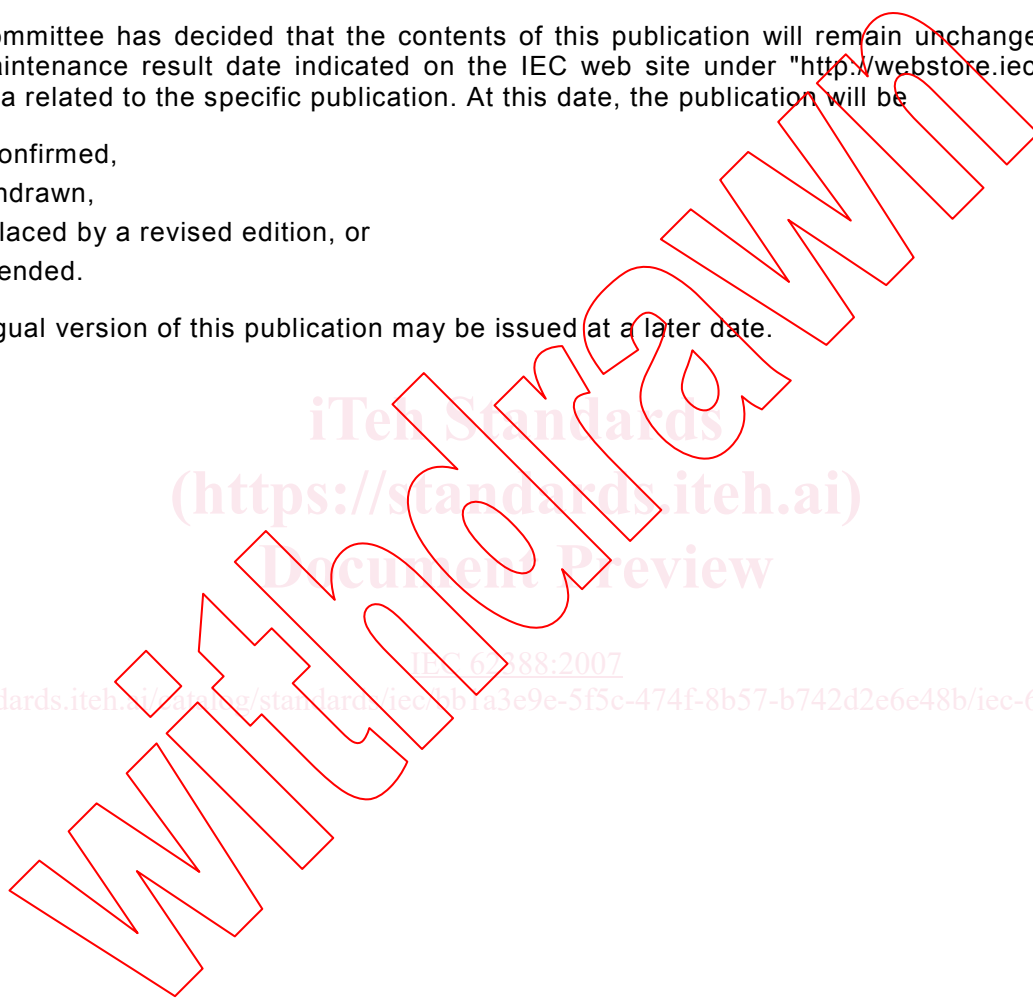 ommittee has decided that the contents of this publication will remain unchange
aintenance result date indicated on the IEC web site under "http://webstore.iec
a related to the specific publication. At this date, the publication will be
onfirmed,
hdrawn,
laced by a revised edition, or
ended.
gual version of this publication may be issued at a later date.
iTeh Standards
(https://standards.iteh.ai)
Document Preview
IEC 62388:2007
dards.iteh.ai/catalog/standards/iec/bb1a3e9e-5f5c-474f-8b57-b742d2e6e48b/iec-6
withdrawn